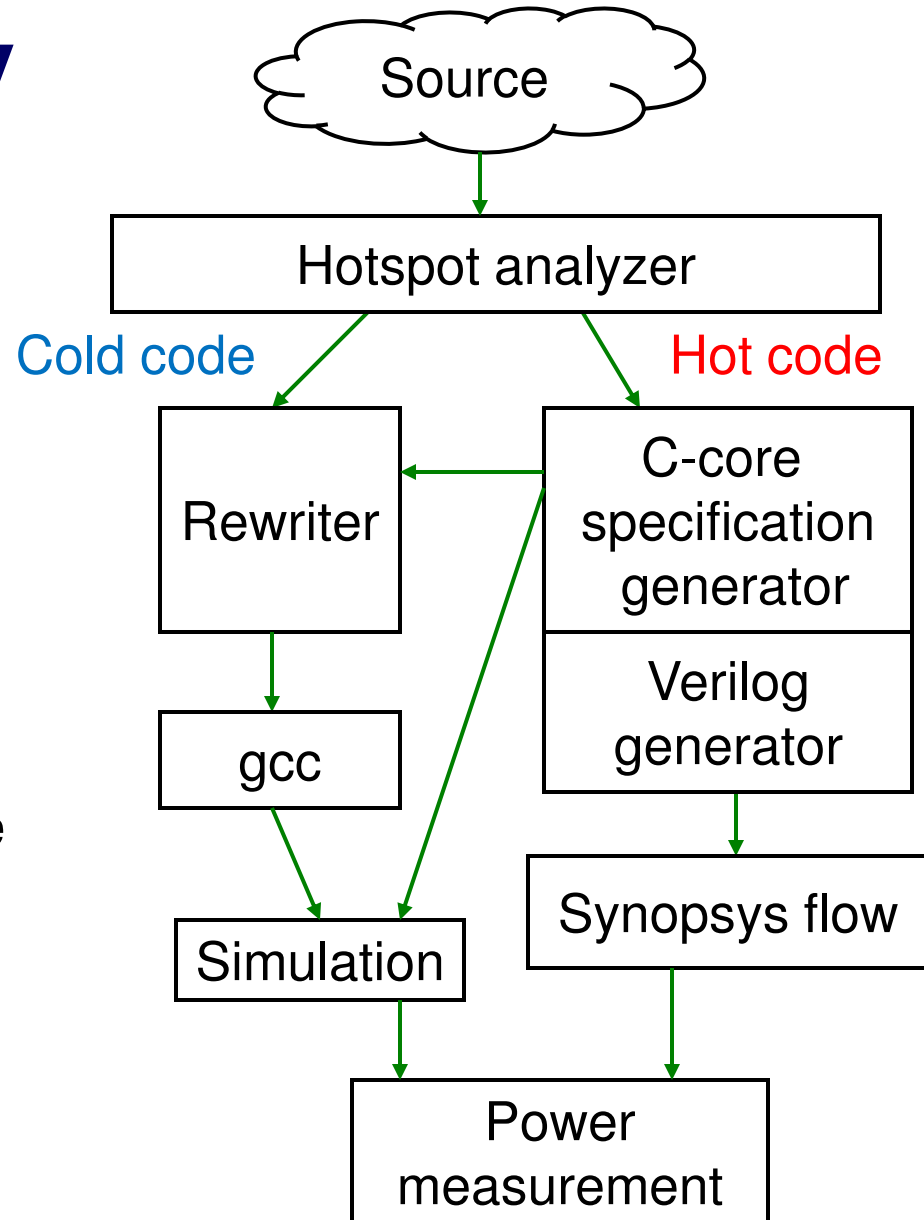 Source
Hotspot analyzer
Cold code
Hot code
C-core
specification
generator
Rewriter
Verilog
generator
gcc
Synopsys flow
Simulation
Power
measurement